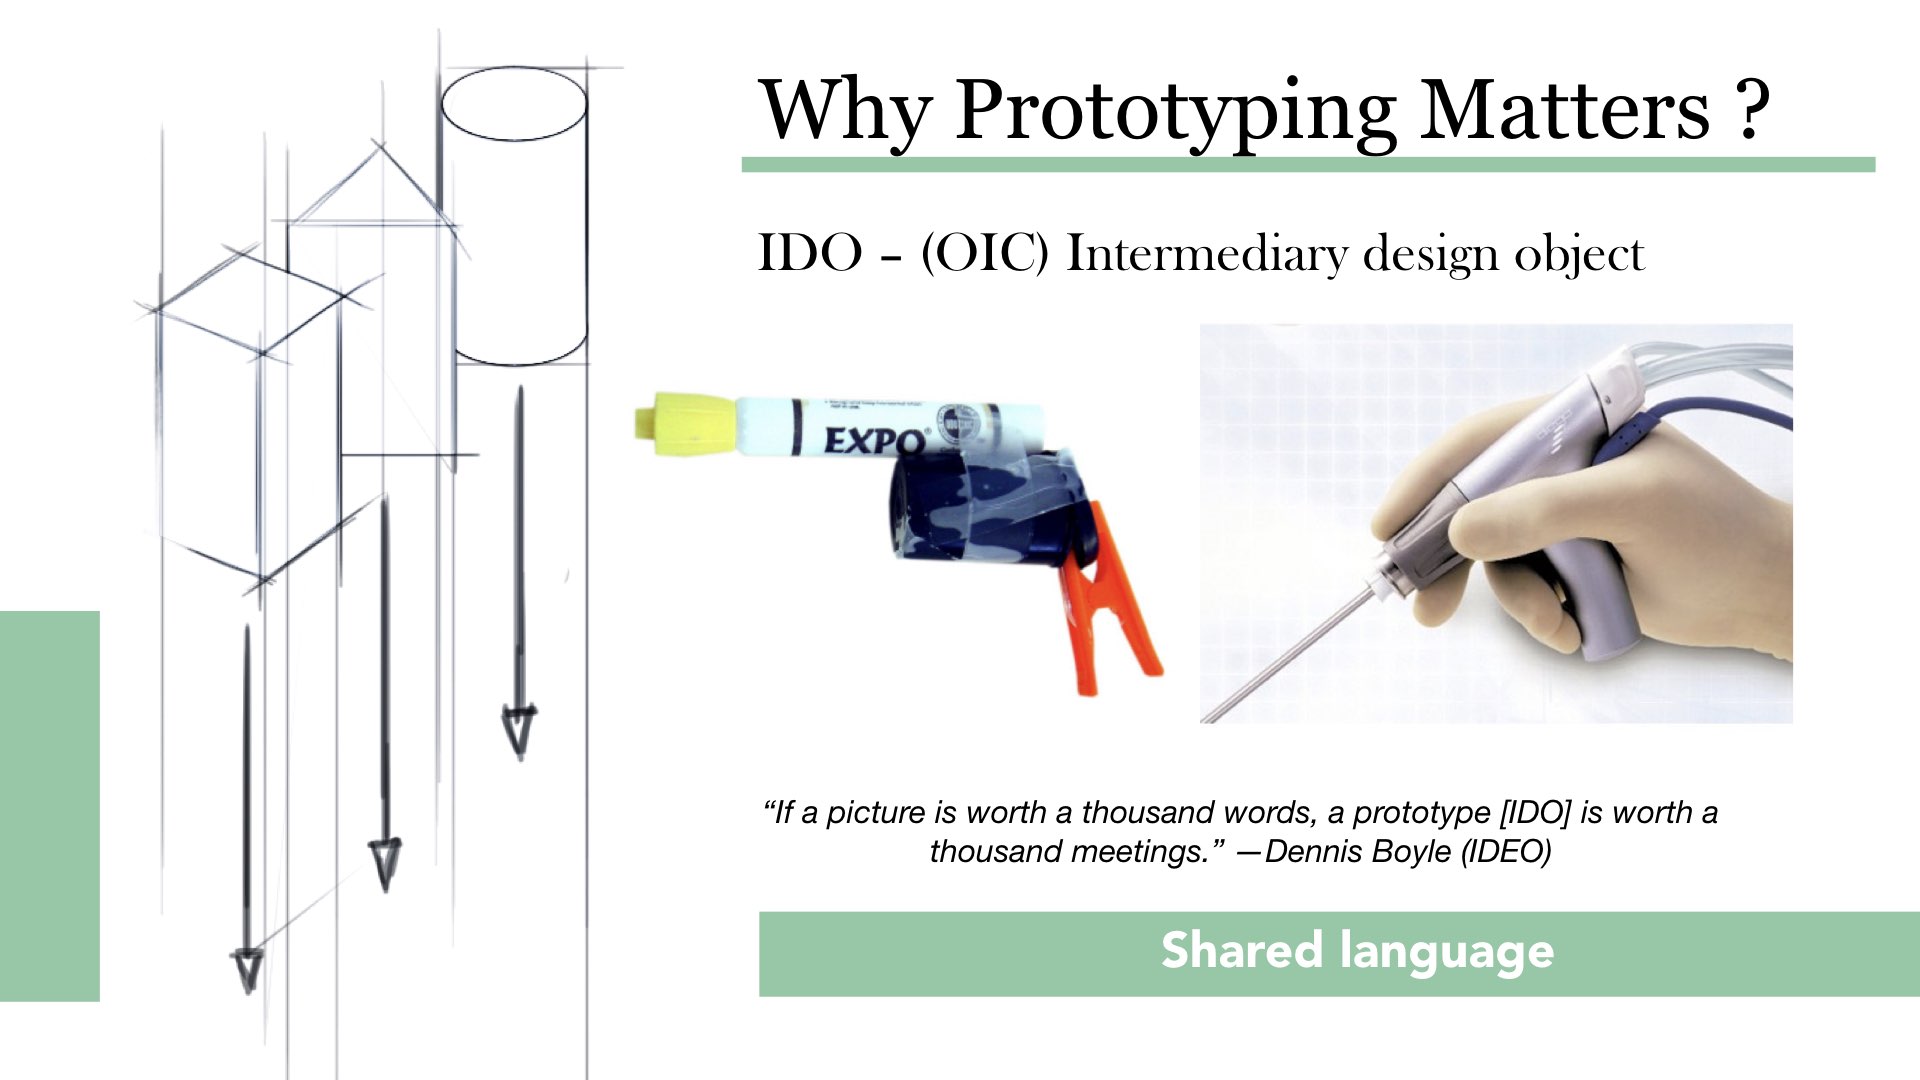 Why Prototyping Matters ?
IDO – (OIC) Intermediary design object
EXPO®
“If a picture is worth a thousand words, a prototype [IDO] is worth a
thousand meetings.” —Dennis Boyle (IDEO)
Shared language